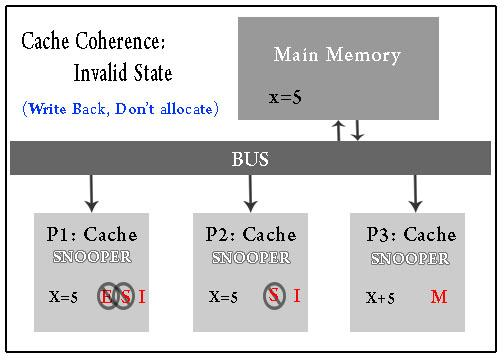 Cache Coherence:
Invalid State
(Write Back, Don't allocate)
Main Memory
x=5
BUS
P1: Cache
SNOOPER
X=5 E S I
P2: Cache
SNOOPER
X=5 S I
P3: Cache
SNOOPER
X+5 M